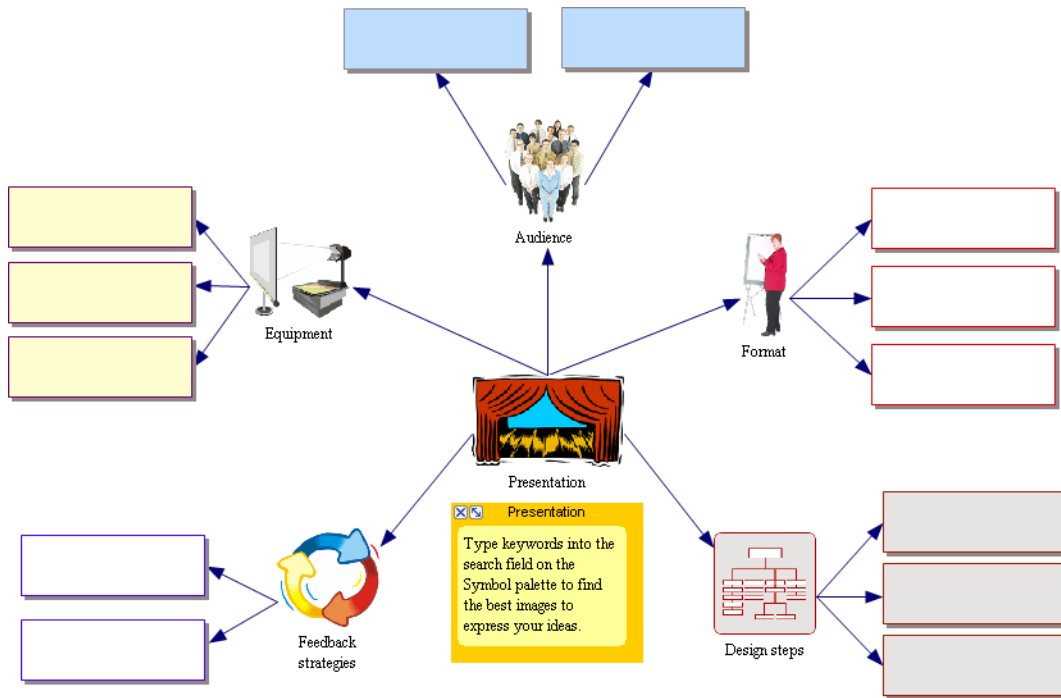 Audience
Equipment
Format
Presentation
Presentation
Type keywords into the
search field on the
Symbol palette to find
the best images to
express your ideas.
Feedback
strategies
Design steps